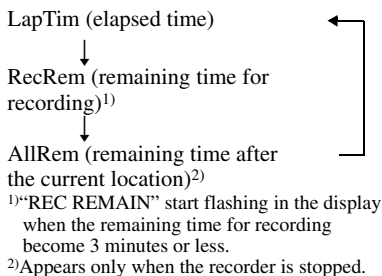 LapTim (elapsed time)
RecRem (remaining time for
recording)1)
AllRem (remaining time after
the current location)2)
1)“REC REMAIN” start flashing in the display
when the remaining time for recording
become 3 minutes or less.
2)Appears only when the recorder is stopped.